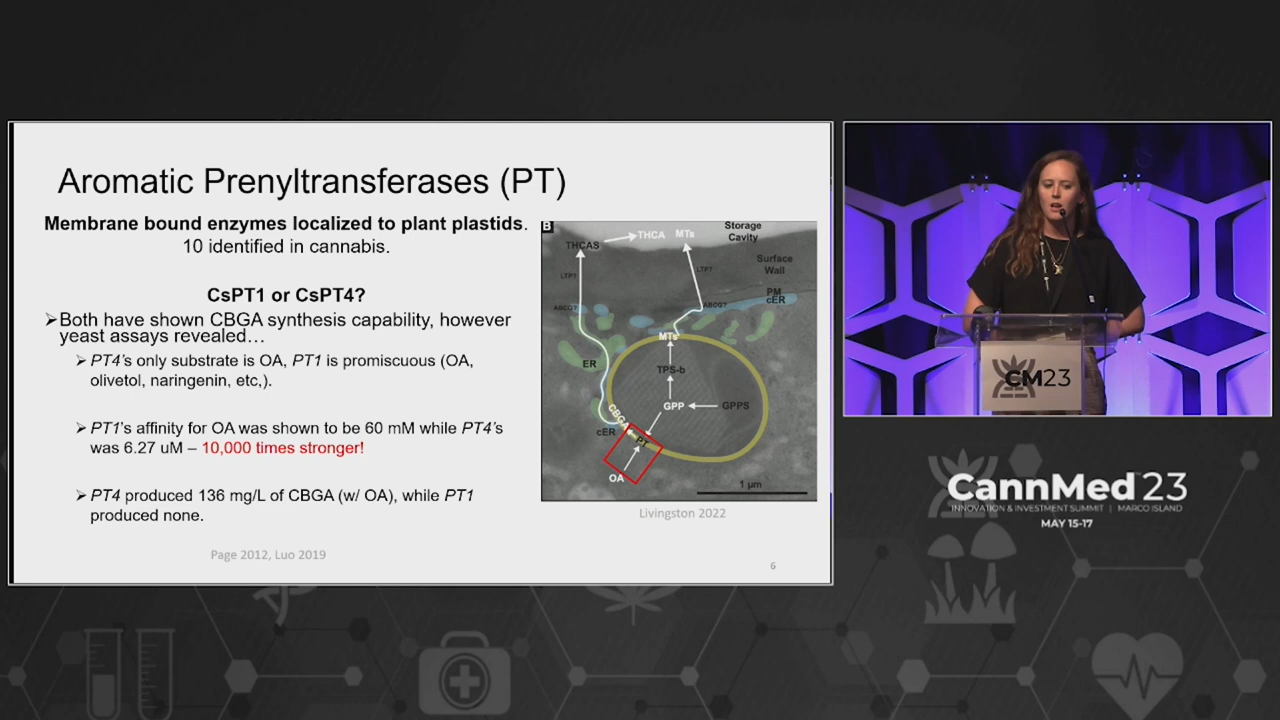 Aromatic Prenyltransferases (PT)
Membrane bound enzymes localized to plant plastids.
10 identified in cannabis.
CsPT1 or CsPT4?
➢Both have shown CBGA synthesis capability, however
yeast assays revealed…
➢ PT4's only substrate is OA, PT1 is promiscuous (OA,
olivetol, naringenin, etc,).
➢ PT1's affinity for OA was shown to be 60 mM while PT4's
was 6.27 uM – 10,000 times stronger!
➢ PT4 produced 136 mg/L of CBGA (w/ OA), while PT1
produced none.
Page 2012, Luo 2019
B
Storage
Cavity
THCAS
THCA
MTs
LTP?
LTP?
Surface
Wall
PM
cER
ABCG?
ABCG?
MTs
ER
TPS-b
GPP
GPPS
CBGA
cER
PT
OA
1 µm
Livingston 2022
6
CM23
CannMed 23
INNOVATION & INVESTMENT SUMMIT | MARCO ISLAND
MAY 15-17